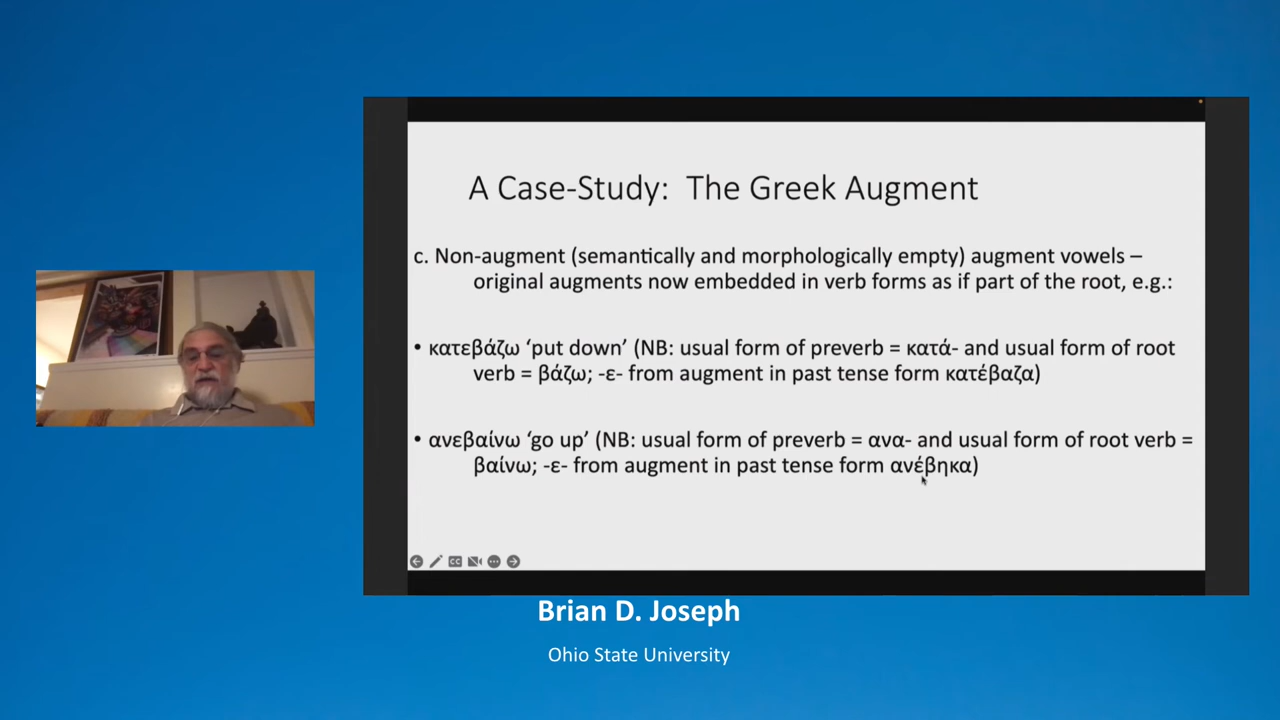 A Case-Study: The Greek Augment
c. Non-augment (semantically and morphologically empty) augment vowels –
original augments now embedded in verb forms as if part of the root, e.g.:
• κατεβάζω ‘put down’ (NB: usual form of preverb = κατά- and usual form of root
verb = βάζω; -ε- from augment in past tense form κατέβαζα)
• ανεβαίνω ‘go up’ (NB: usual form of preverb = ανα- and usual form of root verb =
βαίνω; -ε- from augment in past tense form ανέβηκα)
CC
Brian D. Joseph
Ohio State University